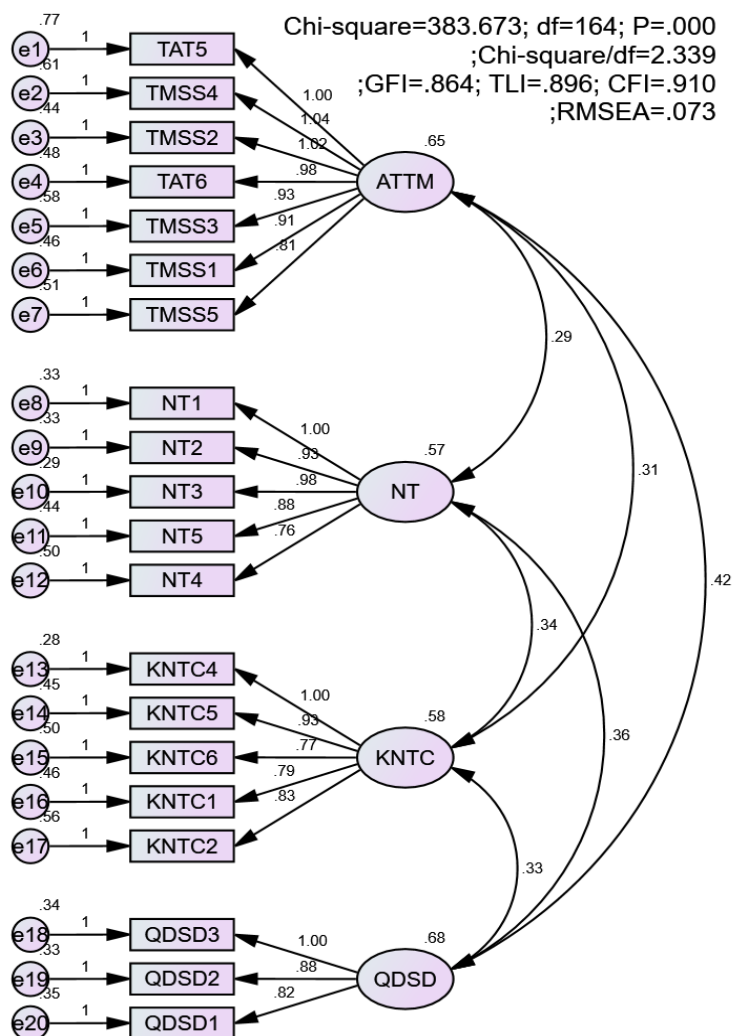 Chi-square=383.673; df=164; P=.000
;Chi-square/df=2.339
;GFI=.864; TLI=.896; CFI=.910
;RMSEA=.073
.77
e1 1 TAT5
.61
e2 1 TMSS4
.44
e3 1 TMSS2
.48
e4 1 TAT6
.58
e5 1 TMSS3
.46
e6 1 TMSS1
.51
e7 1 TMSS5
1.00
1.04
1.02
.98
.93
.91
.81
.65
ATTM
.33
e8 1 NT1
.33
e9 1 NT2
.29
e10 1 NT3
.44
e11 1 NT5
.50
e12 1 NT4
1.00
.93
.98
.88
.76
.57
NT
.28
e13 1 KNTC4
.45
e14 1 KNTC5
.50
e15 1 KNTC6
.46
e16 1 KNTC1
.56
e17 1 KNTC2
1.00
.93
.77
.79
.83
.58
KNTC
.34
e18 1 QDSD3
.33
e19 1 QDSD2
.35
e20 1 QDSD1
1.00
.88
.82
.68
QDSD
.29
.31
.42
.34
.36
.33